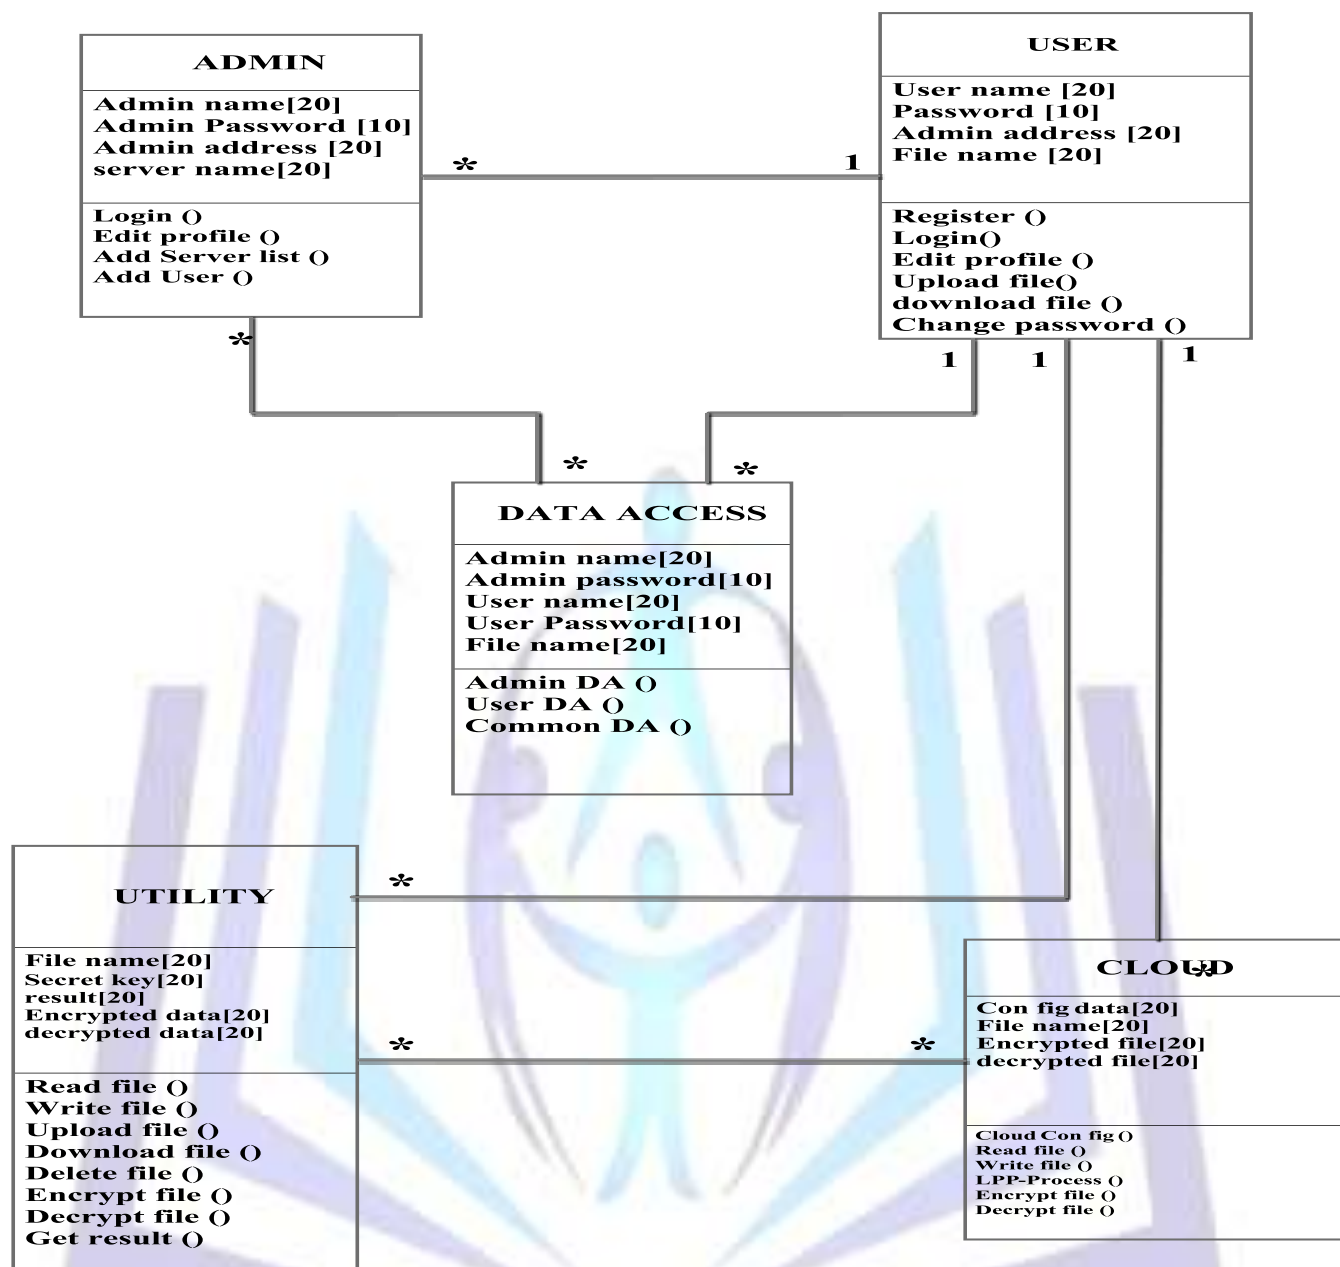 ADMIN
Admin name[20]
Admin Password [10]
Admin address [20]
server name[20]
Login ()
Edit profile ()
Add Server list ()
Add User ()
*
1
USER
User name [20]
Password [10]
Admin address [20]
File name [20]
Register ()
Login()
Edit profile ()
Upload file()
download file ()
Change password ()
*
1
1
1
*
*
DATA ACCESS
Admin name[20]
Admin password[10]
User name[20]
User Password[10]
File name[20]
Admin DA ()
User DA ()
Common DA ()
UTILITY
File name[20]
Secret key[20]
result[20]
Encrypted data[20]
decrypted data[20]
Read file ()
Write file ()
Upload file ()
Download file ()
Delete file ()
Encrypt file ()
Decrypt file ()
Get result ()
*
*
*
CLOUD
*
Con fig data[20]
File name[20]
Encrypted file[20]
decrypted file[20]
Cloud Con fig ()
Read file ()
Write file ()
LPP-Process ()
Encrypt file ()
Decrypt file ()